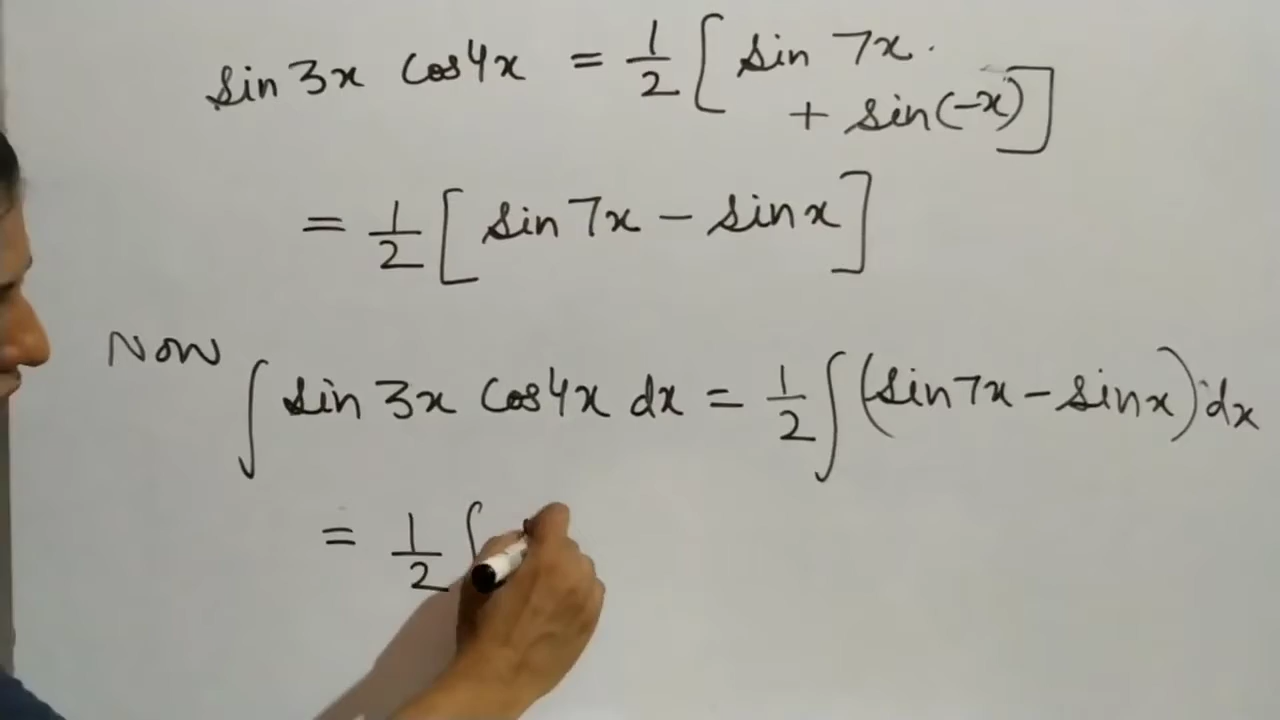 sin 3x cos4x = 1/2 [ sin 7x.
+ sin(-x) ]
= 1/2 [ sin 7x - sin x ]
Now
∫ sin 3x cos4x dx = 1/2 ∫ (sin7x - sinx) dx
= 1/2 ∫